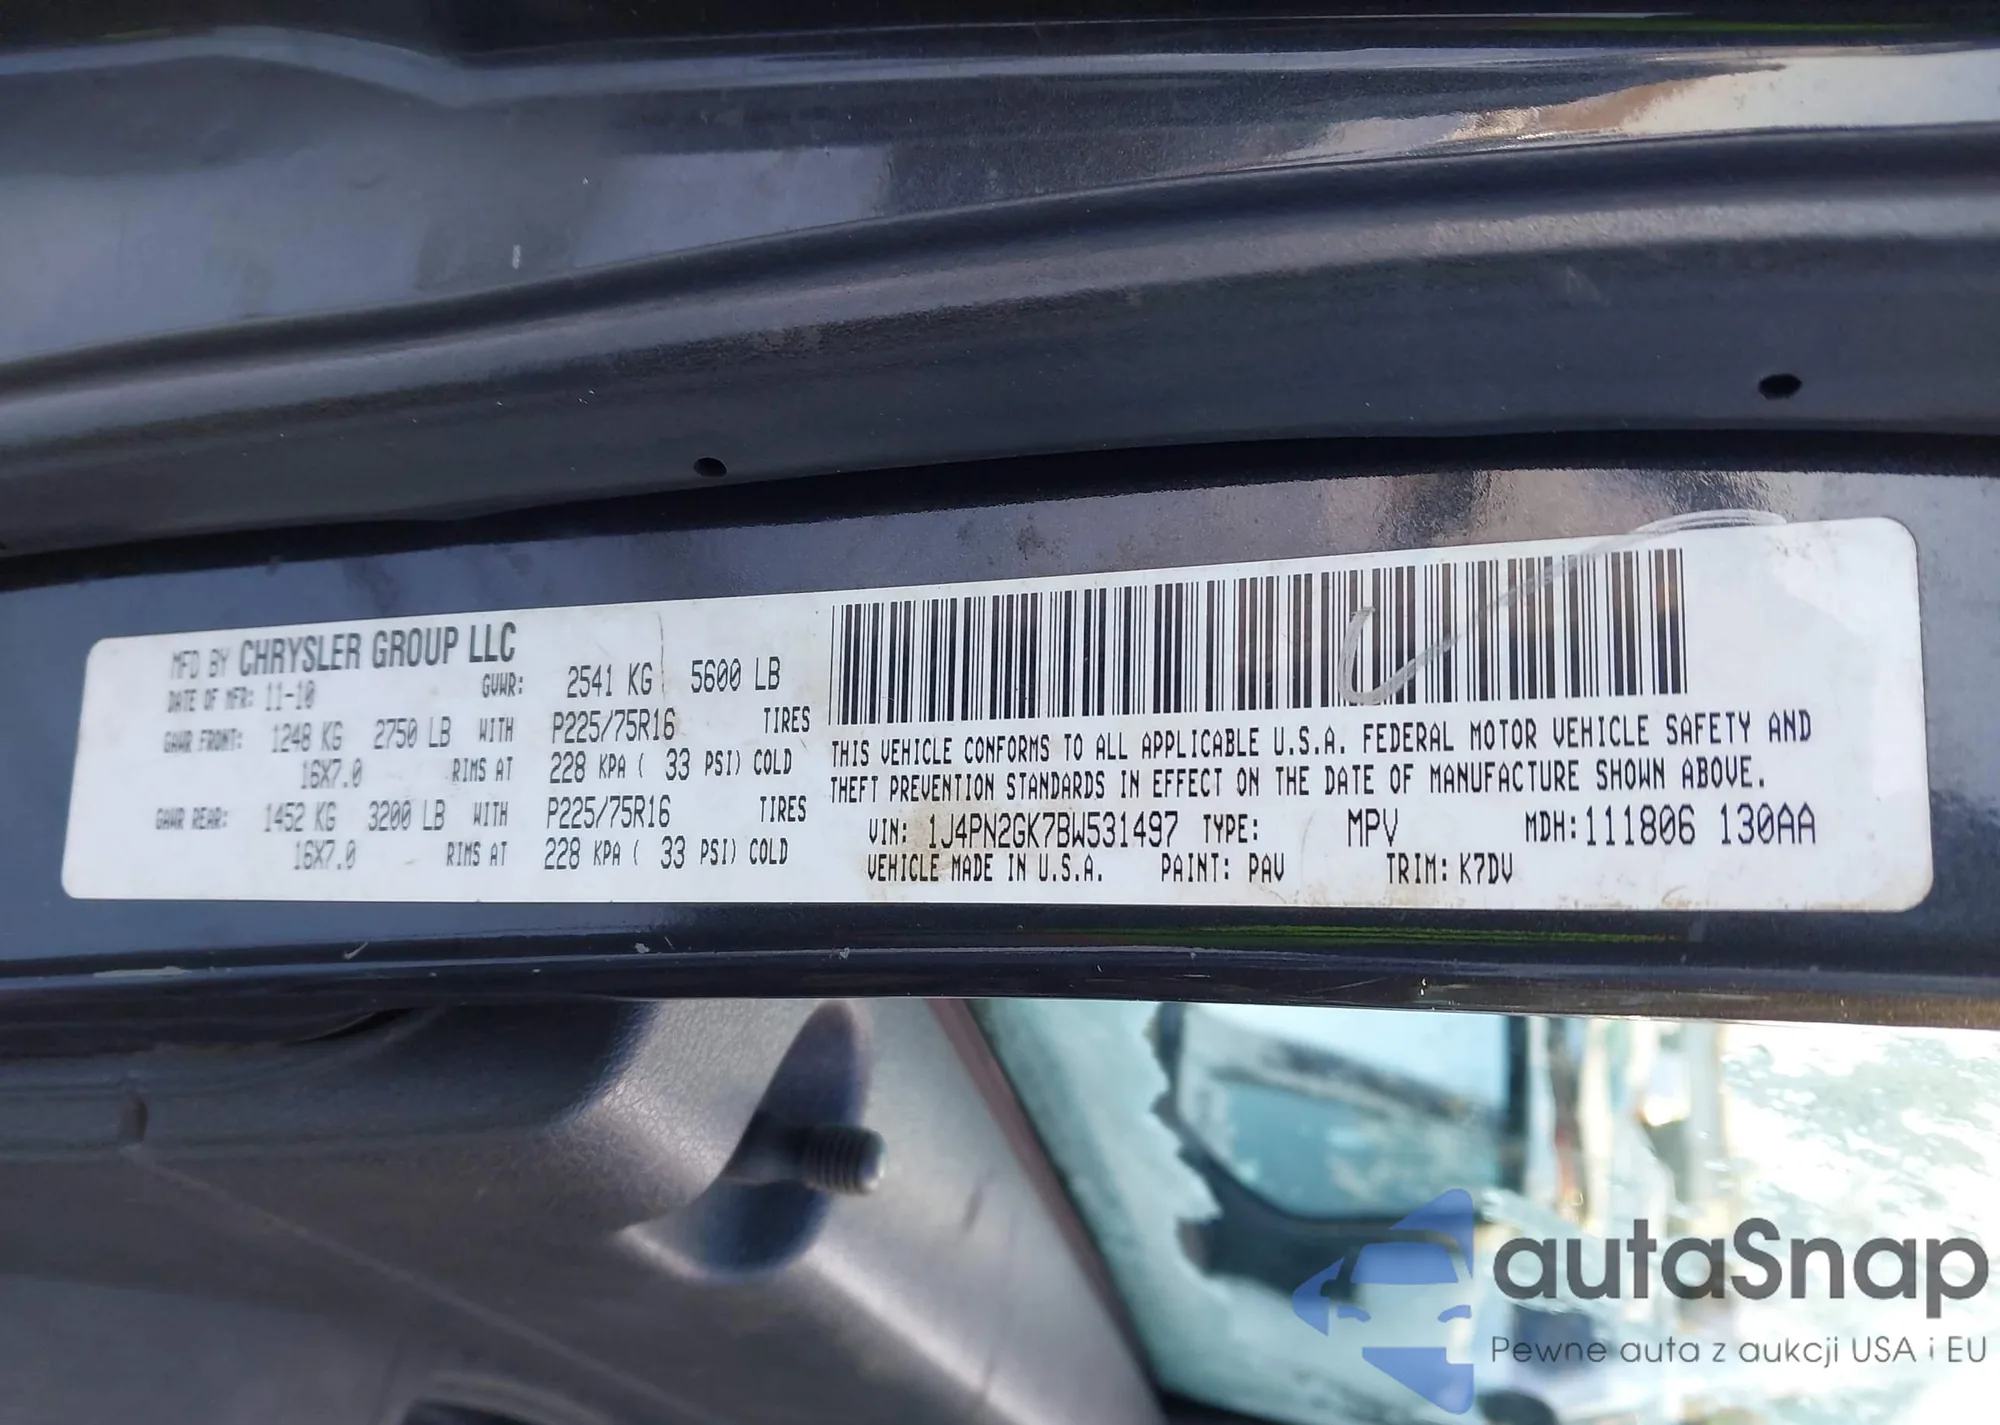 MFD BY CHRYSLER GROUP LLC
DATE OF MFR: 11-10 GVWR: 2541 KG 5600 LB
GAWR FRONT: 1248 KG 2750 LB WITH P225/75R16 TIRES
16X7.0 RIMS AT 228 KPA ( 33 PSI) COLD
GAWR REAR: 1452 KG 3200 LB WITH P225/75R16 TIRES
16X7.0 RIMS AT 228 KPA ( 33 PSI) COLD
THIS VEHICLE CONFORMS TO ALL APPLICABLE U.S.A. FEDERAL MOTOR VEHICLE SAFETY AND
THEFT PREVENTION STANDARDS IN EFFECT ON THE DATE OF MANUFACTURE SHOWN ABOVE.
VIN: 1J4PN2GK7BW531497 TYPE: MPV MDH:111806 130AA
VEHICLE MADE IN U.S.A. PAINT: PAV TRIM: K7DV
autaSnap
Pewne auta z aukcji USA i EU